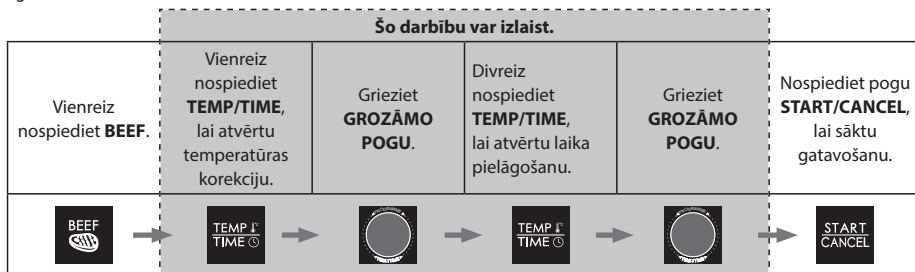 Šo darbību var izlaist.
Vienreiz
nospiediet BEEF.
Vienreiz
nospiediet
TEMP/TIME,
lai atvērtu
temperatūras
korekciju.
Grieziet
GROZĀMO
POGU.
Divreiz
nospiediet
TEMP/TIME,
lai atvērtu laika
pielāgošanu.
Grieziet
GROZĀMO
POGU.
Nospiediet pogu
START/CANCEL,
lai sāktu
gatavošanu.
BEEF
TEMP
TIME
TEMP
TIME
START
CANCEL